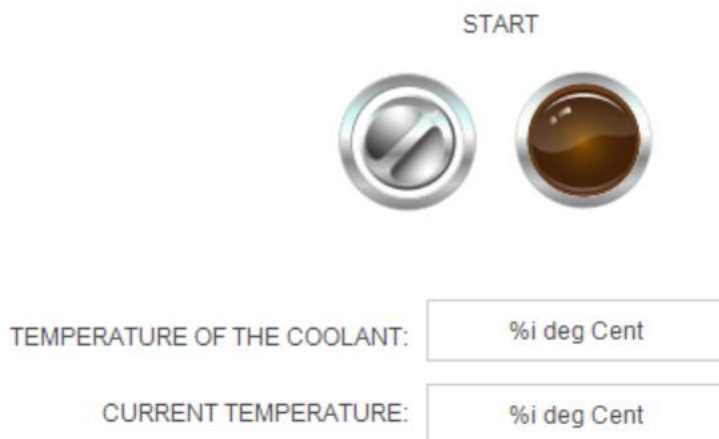 START
TEMPERATURE OF THE COOLANT: %i deg Cent
CURRENT TEMPERATURE: %i deg Cent